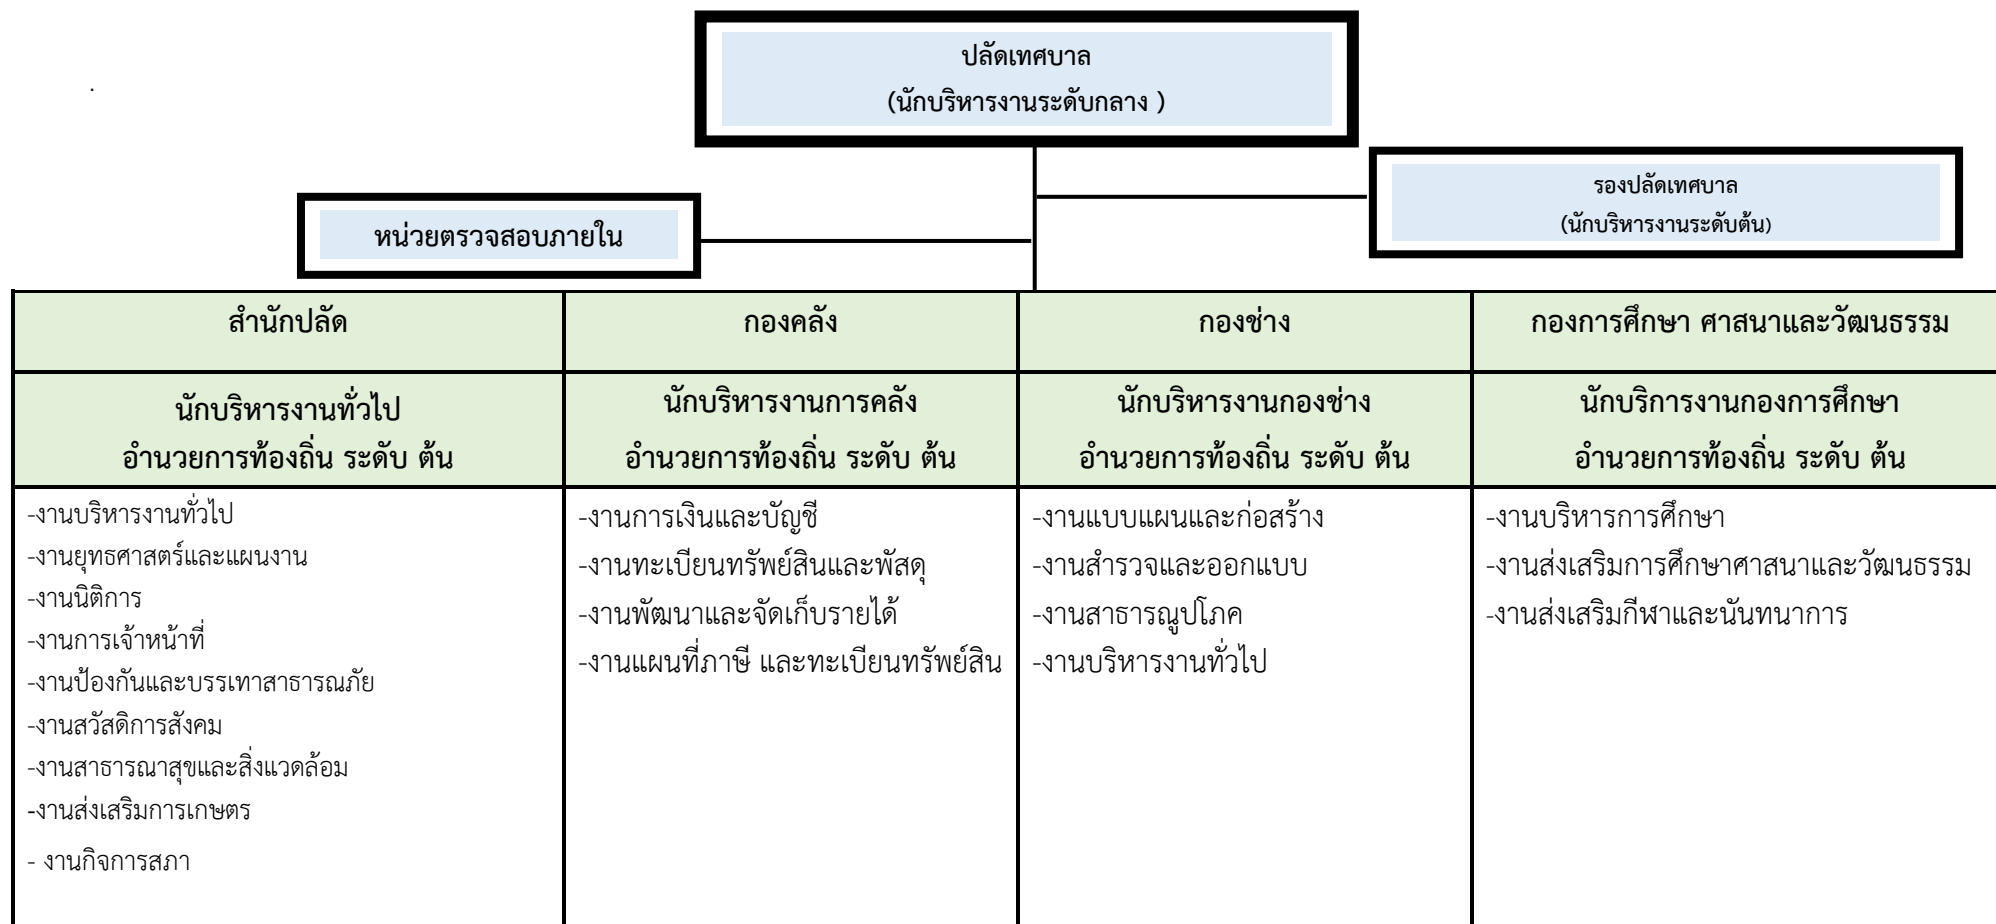 ปลัดเทศบาล
(นักบริหารงานระดับกลาง )
.
รองปลัดเทศบาล
(นักบริหารงานระดับต้น)
หน่วยตรวจสอบภายใน
สำนักปลัด
กองคลัง
กองช่าง
กองการศึกษา ศาสนาและวัฒนธรรม
นักบริหารงานทั่วไป
อำนวยการท้องถิ่น ระดับ ต้น
นักบริหารงานการคลัง
อำนวยการท้องถิ่น ระดับ ต้น
นักบริหารงานกองช่าง
อำนวยการท้องถิ่น ระดับ ต้น
นักบริการงานกองการศึกษา
อำนวยการท้องถิ่น ระดับ ต้น
-งานบริหารงานทั่วไป
-งานยุทธศาสตร์และแผนงาน
-งานนิติการ
-งานการเจ้าหน้าที่
-งานป้องกันและบรรเทาสาธารณภัย
-งานสวัสดิการสังคม
-งานสาธารณาสุขและสิ่งแวดล้อม
-งานส่งเสริมการเกษตร
- งานกิจการสภา
-งานการเงินและบัญชี
-งานทะเบียนทรัพย์สินและพัสดุ
-งานพัฒนาและจัดเก็บรายได้
-งานแผนที่ภาษี และทะเบียนทรัพย์สิน
-งานแบบแผนและก่อสร้าง
-งานสำรวจและออกแบบ
-งานสาธารณูปโภค
-งานบริหารงานทั่วไป
-งานบริหารการศึกษา
-งานส่งเสริมการศึกษาศาสนาและวัฒนธรรม
-งานส่งเสริมกีฬาและนันทนาการ